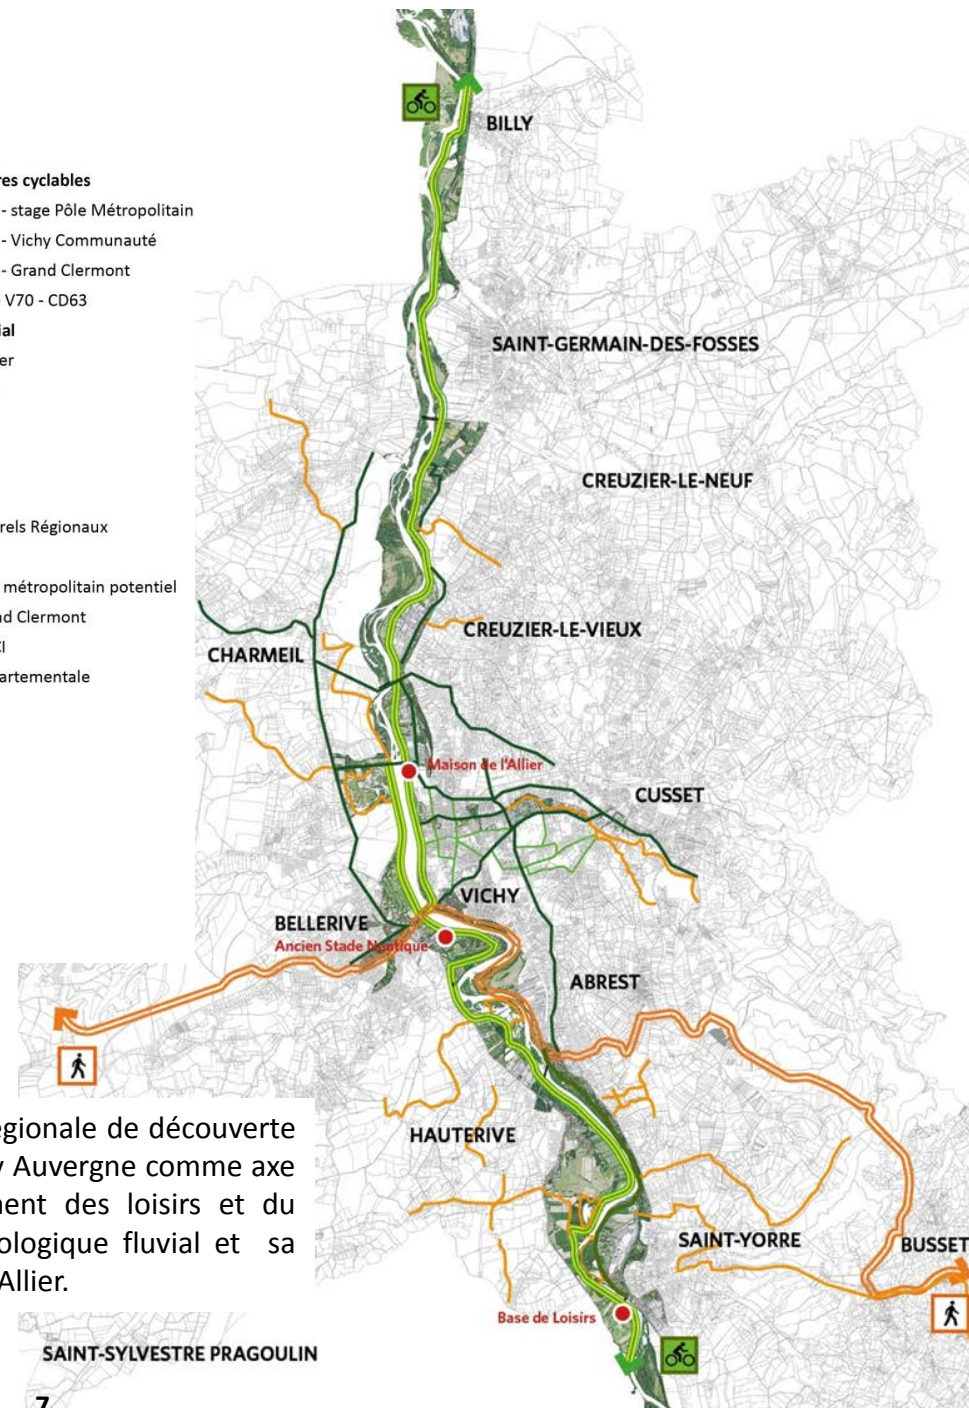 BILLY
res cyclables
- stage Pôle Métropolitain
- Vichy Communauté
- Grand Clermont
V70 - CD63
ial
er
SAINT-GERMAIN-DES-FOSSES
CREUZIER-LE-NEUF
rels Régionaux
métropolitain potentiel
nd Clermont
CI
artementale
CREUZIER-LE-VIEUX
CHARMEIL
Maison de l'Allier
CUSSET
VICHY
BELLERIVE
Ancien Stade Nautique
ABREST
égionale de découverte
y Auvergne comme axe
ment des loisirs et du
ologique fluvial et sa
Allier.
HAUTERIVE
SAINT-YORRE
BUSSET
Base de Loisirs
SAINT-SYLVESTRE PRAGOULIN
7